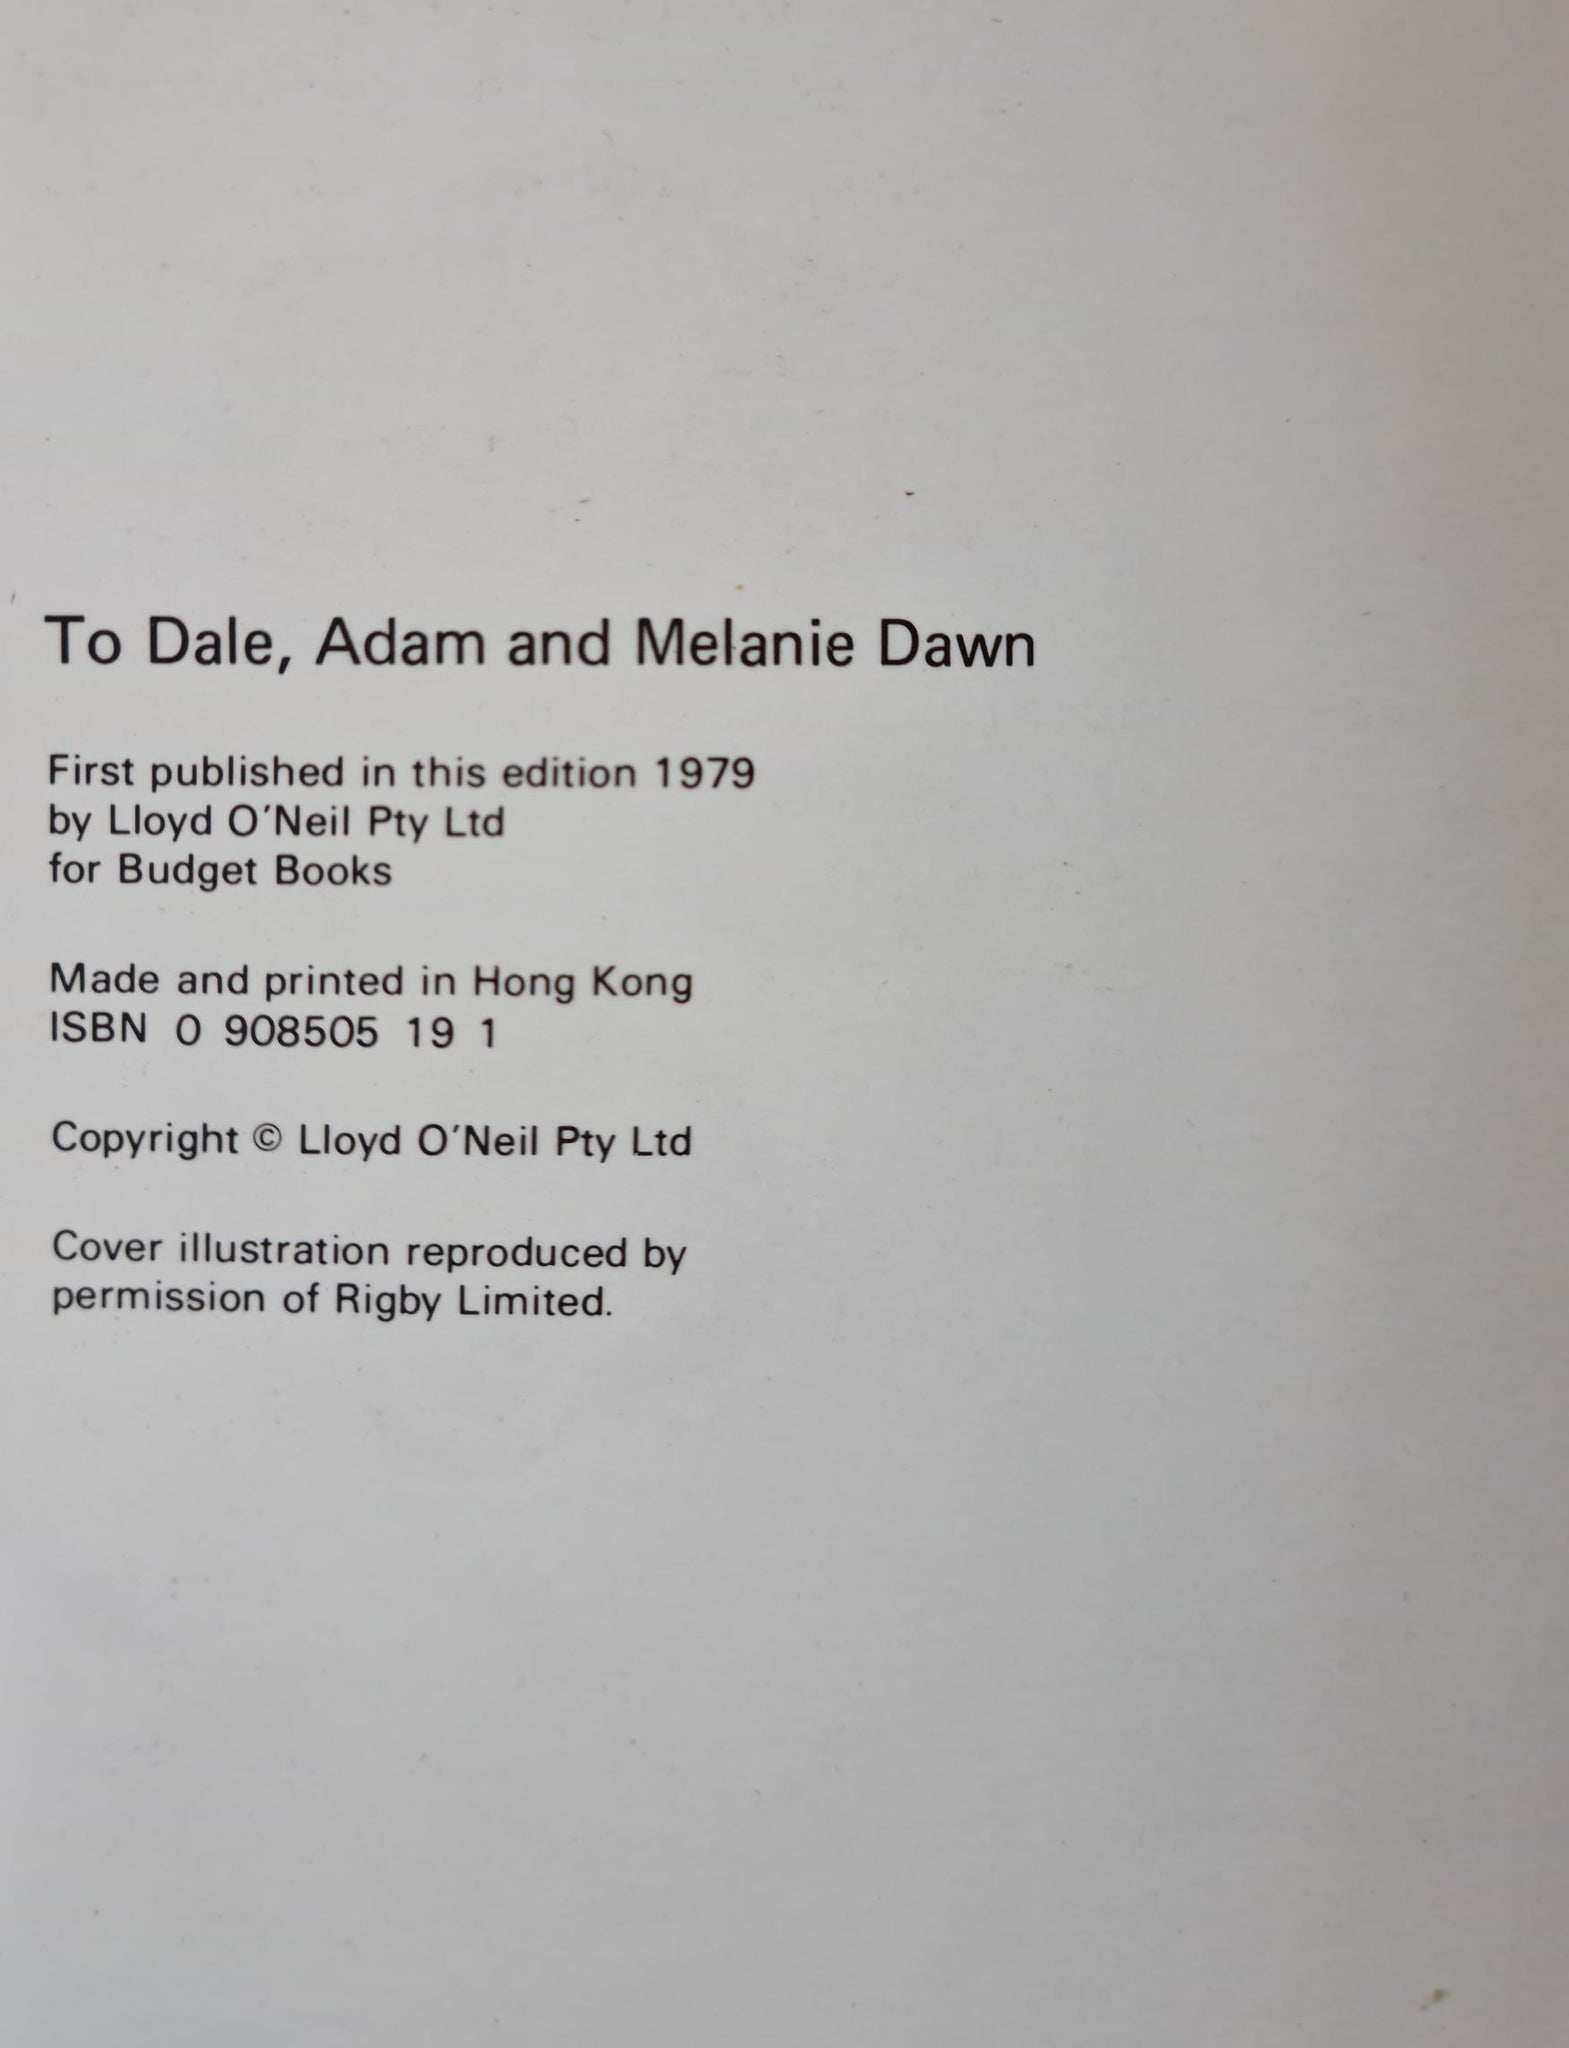 To Dale, Adam and Melanie Dawn
First published in this edition 1979
by Lloyd O'Neil Pty Ltd
for Budget Books
Made and printed in Hong Kong
ISBN 0 908505 19 1
Copyright © Lloyd O'Neil Pty Ltd
Cover illustration reproduced by
permission of Rigby Limited.